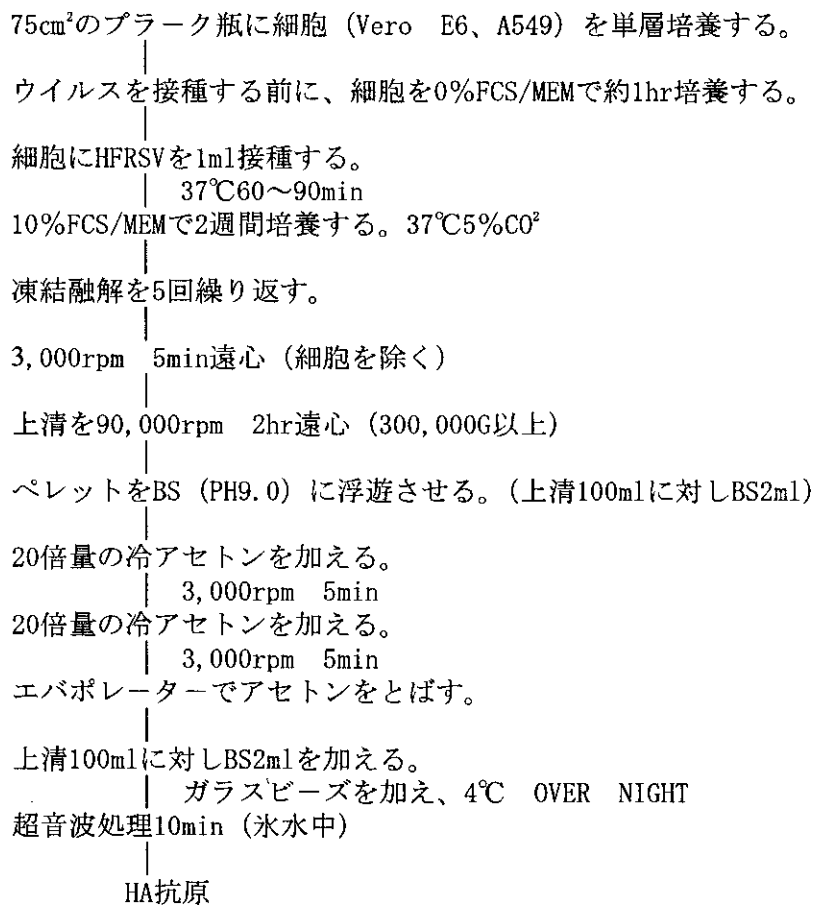 75cm²のプラーク瓶に細胞（Vero E6、A549）を単層培養する。
ウイルスを接種する前に、細胞を0％FCS/MEMで約1hr培養する。
細胞にHFRSVを1ml接種する。
37℃60～90min
10％FCS/MEMで2週間培養する。37℃5％CO²
凍結融解を5回繰り返す。
3,000rpm 5min遠心（細胞を除く）
上清を90,000rpm 2hr遠心（300,000G以上）
ペレットをBS（PH9.0）に浮遊させる。（上清100mlに対しBS2ml）
20倍量の冷アセトンを加える。
3,000rpm 5min
20倍量の冷アセトンを加える。
3,000rpm 5min
エバポレーターでアセトンをとばす。
上清100mlに対しBS2mlを加える。
ガラスビーズを加え、4℃ OVER NIGHT
超音波処理10min（氷水中）
HA抗原